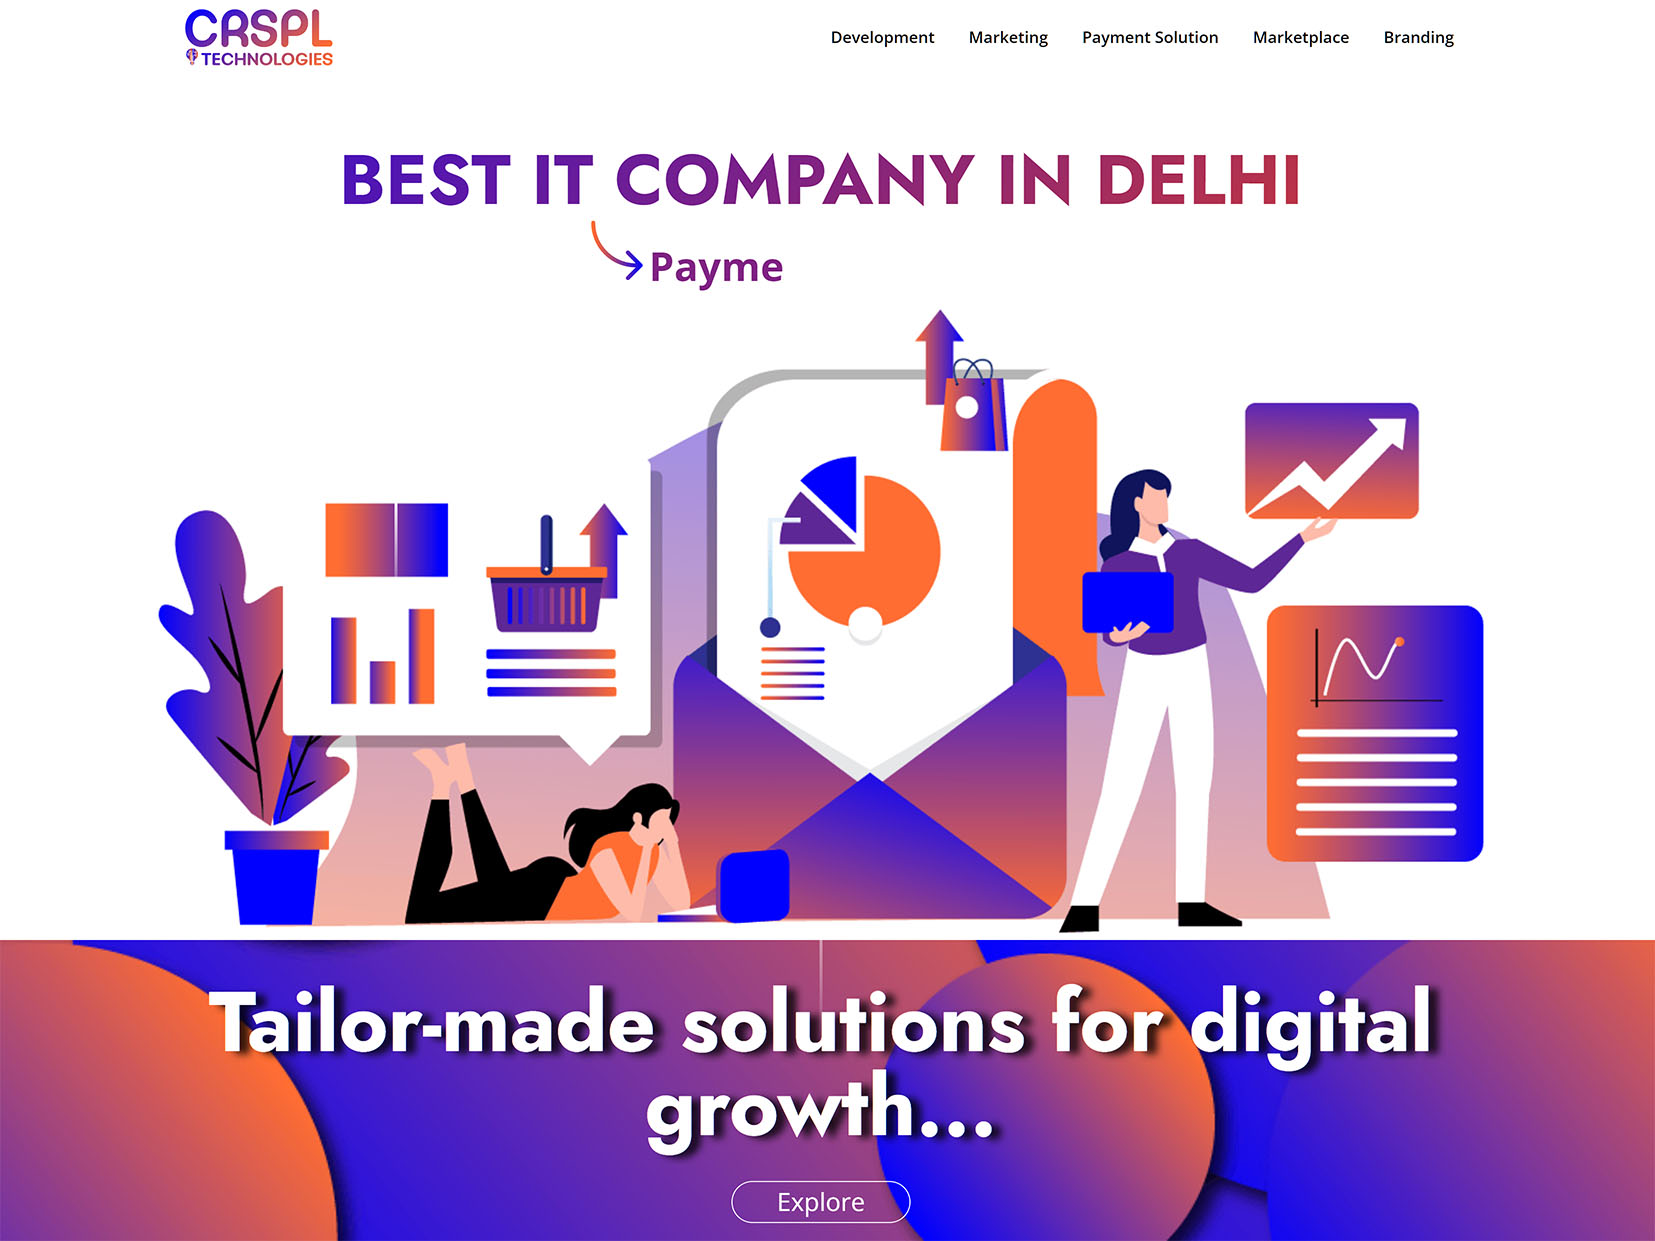 CRSPL
TECHNOLOGIES
Development Marketing Payment Solution Marketplace Branding
BEST IT COMPANY IN DELHI
Payme
Tailor-made solutions for digital
growth...
Explore